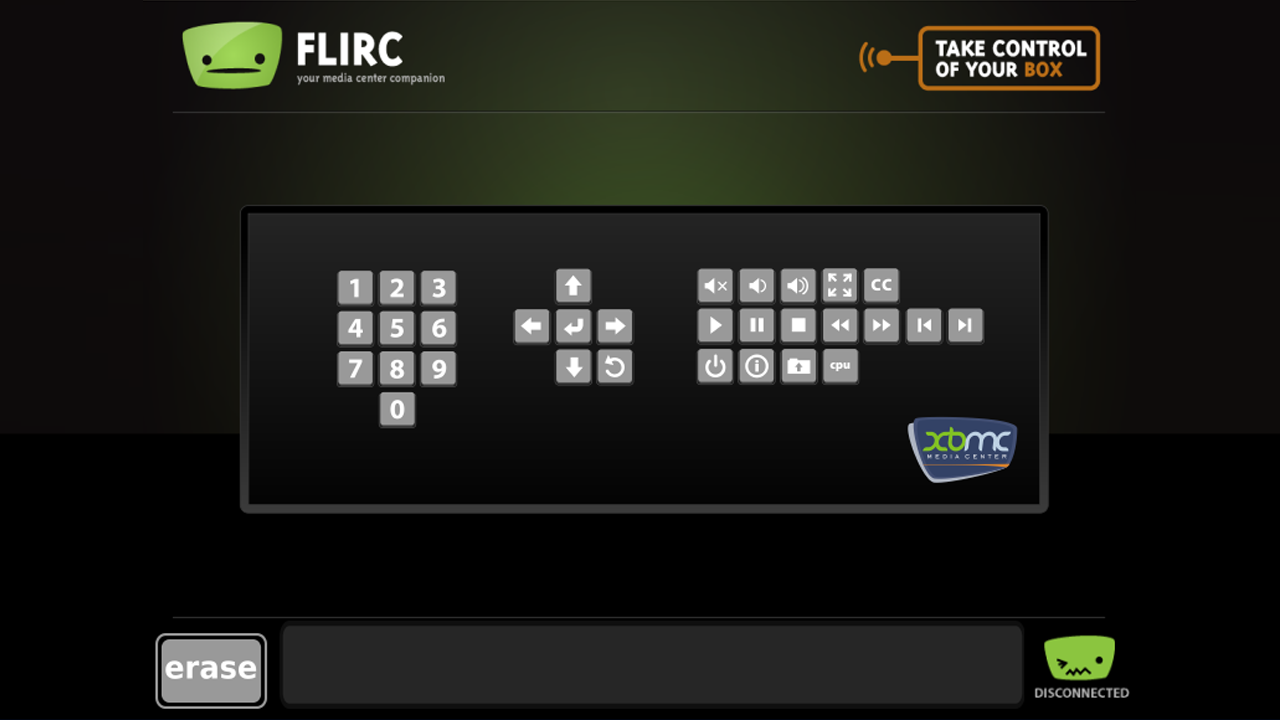 FLIRC
your media center companion
TAKE CONTROL
OF YOUR BOX
1 2 3
4 5 6
7 8 9
0
CC
cpu
xbmc
MEDIA CENTER
erase
DISCONNECTED